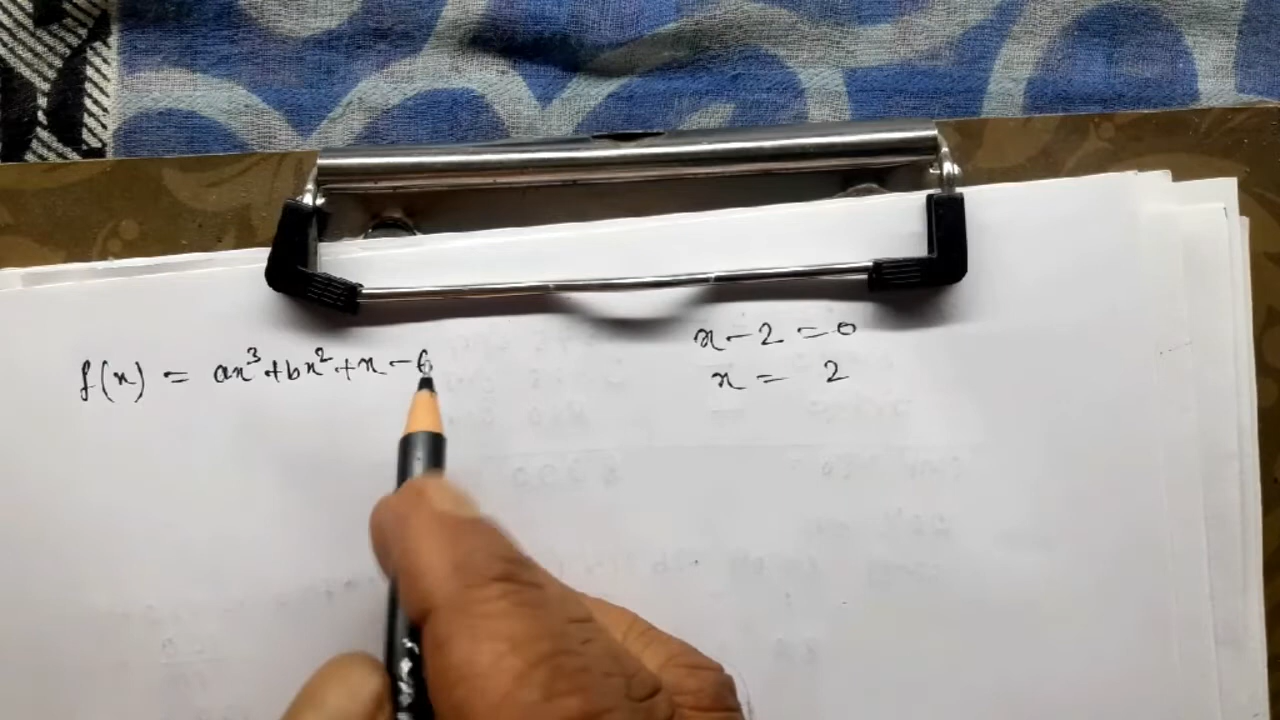 f(x) = ax³+bx²+x-6
x-2 = 0
x = 2